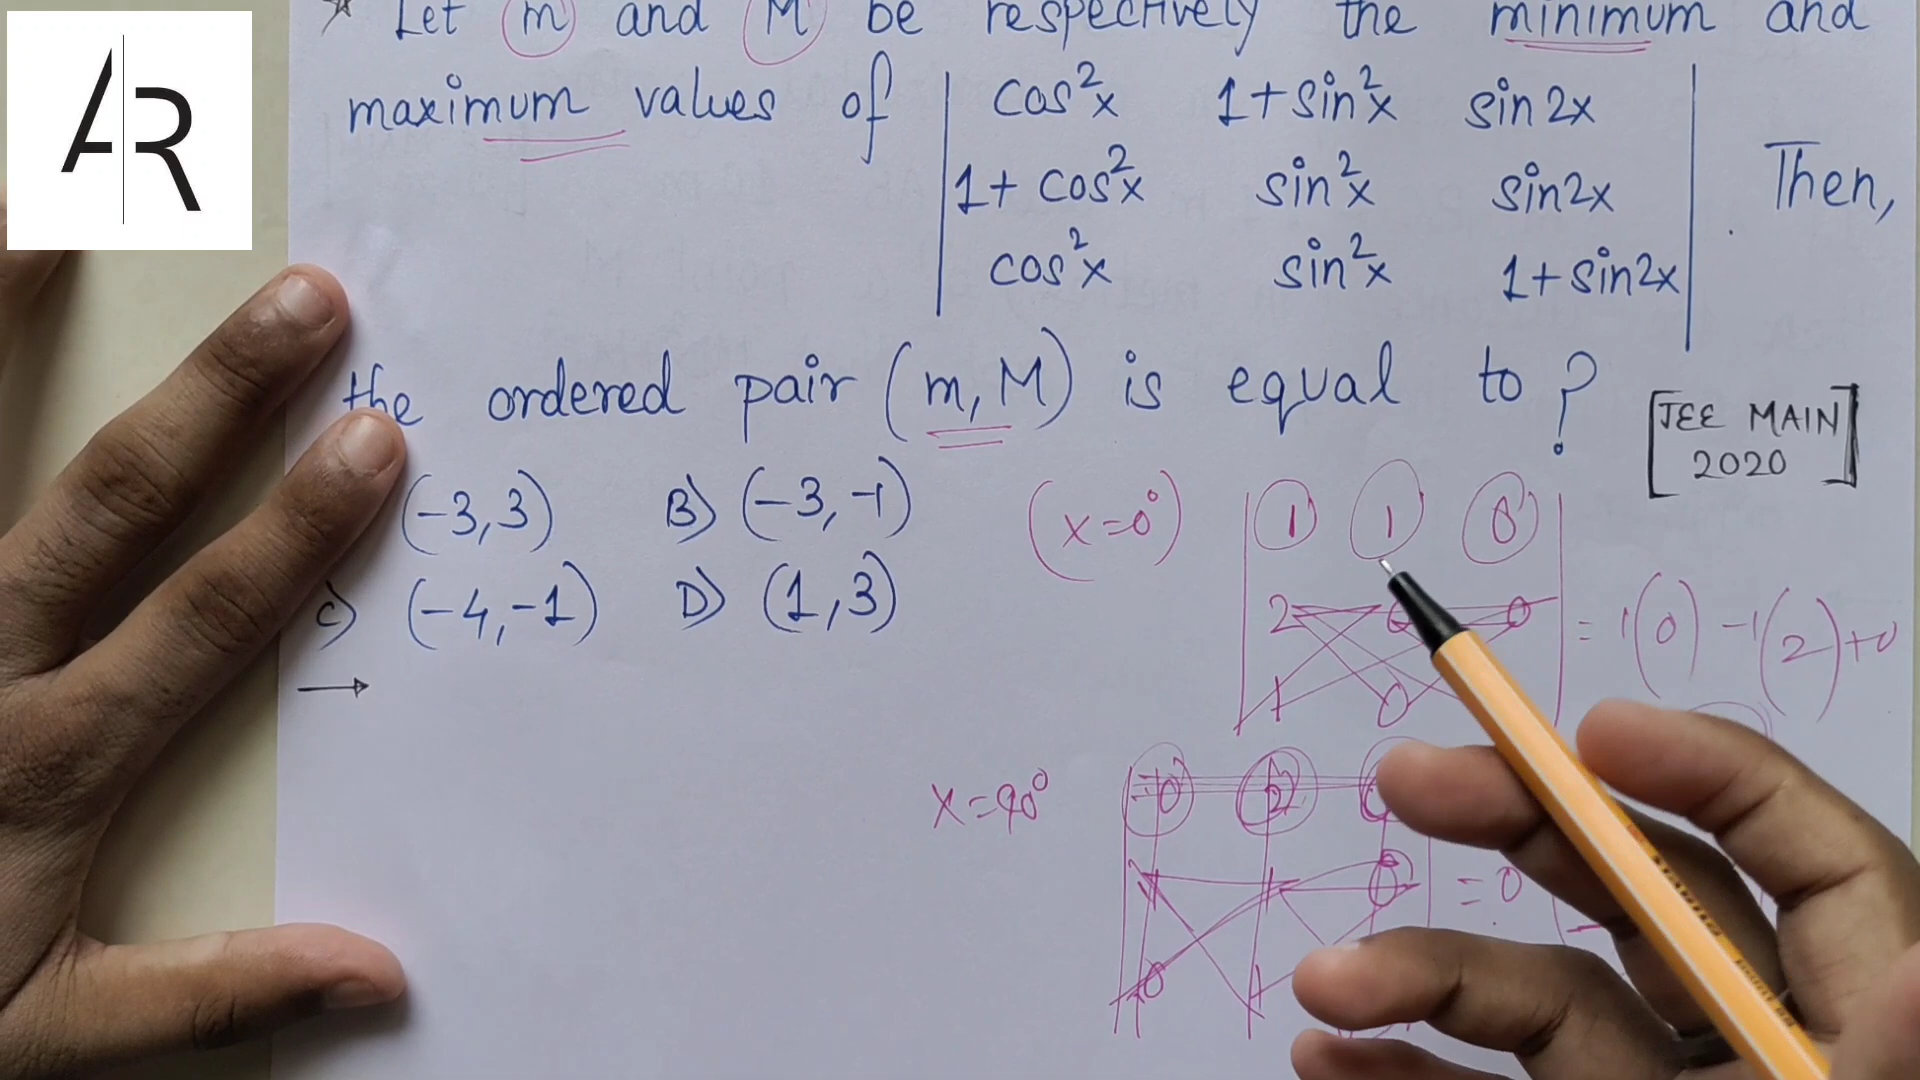 AR
* Let m and M be respectively the minimum and
maximum values of | cos²x 1+sin²x sin2x |
| 1+cos²x sin²x sin2x | Then,
| cos²x sin²x 1+sin2x |
the ordered pair (m, M) is equal to ?
[JEE MAIN
2020]
(-3, 3) B) (-3, -1)
C) (-4, -1) D) (1, 3)
(x=0°) | 1 1 0 |
2 0 0 = 1(0) -1(2)+0
1 0
x=90° 0 2
1 1 0 = 0
0 1